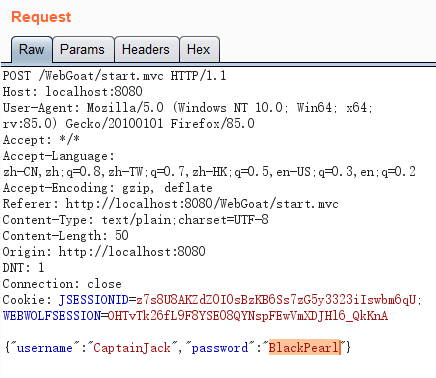 Request
Raw Params Headers Hex
POST /WebGoat/start.mvc HTTP/1.1
Host: localhost:8080
User-Agent: Mozilla/5.0 (Windows NT 10.0; Win64; x64;
rv:85.0) Gecko/20100101 Firefox/85.0
Accept: */*
Accept-Language:
zh-CN,zh;q=0.8,zh-TW;q=0.7,zh-HK;q=0.5,en-US;q=0.3,en;q=0.2
Accept-Encoding: gzip, deflate
Referer: http://localhost:8080/WebGoat/start.mvc
Content-Type: text/plain;charset=UTF-8
Content-Length: 50
Origin: http://localhost:8080
DNT: 1
Connection: close
Cookie: JSESSIONID=z7s8U8AKZdZ0I0sBzKB6Ss7zG5y3323iIswbm6qU;
WEBWOLFSESSION=OHTvTk26fL9F8YSE08QYNspFEwVmXDJHl6_QkKnA
{"username":"CaptainJack","password":"BlackPearl"}